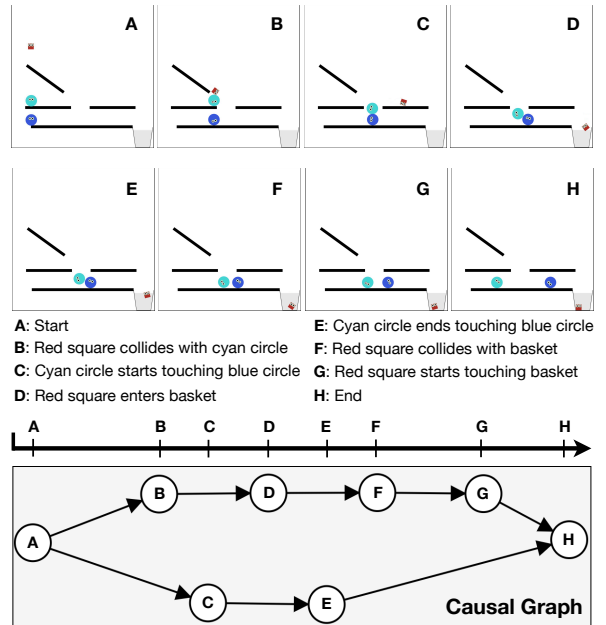 A B C D
E F G H
A: Start
B: Red square collides with cyan circle
C: Cyan circle starts touching blue circle
D: Red square enters basket
E: Cyan circle ends touching blue circle
F: Red square collides with basket
G: Red square starts touching basket
H: End
A B C D E F G H
B D F G
A H
C E
Causal Graph